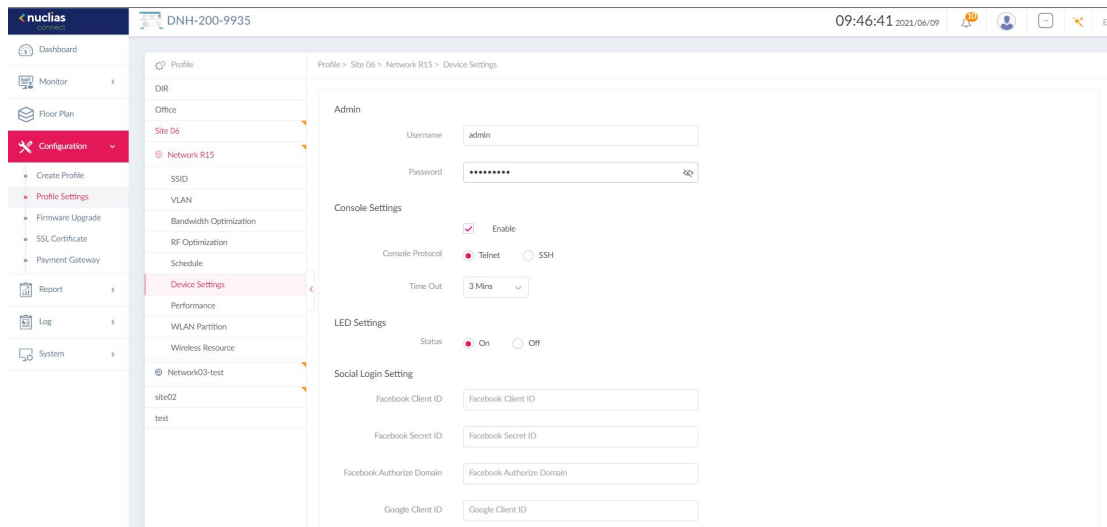 nuclias
connect
DNH-200-9935
09:46:41 2021/06/09
10
Dashboard
Monitor
Floor Plan
Configuration
Create Profile
Profile Settings
Firmware Upgrade
SSL Certificate
Payment Gateway
Report
Log
System
Profile
DIR
Office
Site 06
Network R15
SSID
VLAN
Bandwidth Optimization
RF Optimization
Schedule
Device Settings
Performance
WLAN Partition
Wireless Resource
Network03-test
site02
test
Profile > Site 06 > Network R15 > Device Settings
Admin
Username admin
Password •••••••••
Console Settings
Enable
Console Protocol Telnet SSH
Time Out 3 Mins
LED Settings
Status On Off
Social Login Setting
Facebook Client ID Facebook Client ID
Facebook Secret ID Facebook Secret ID
Facebook Authorize Domain Facebook Authorize Domain
Google Client ID Google Client ID